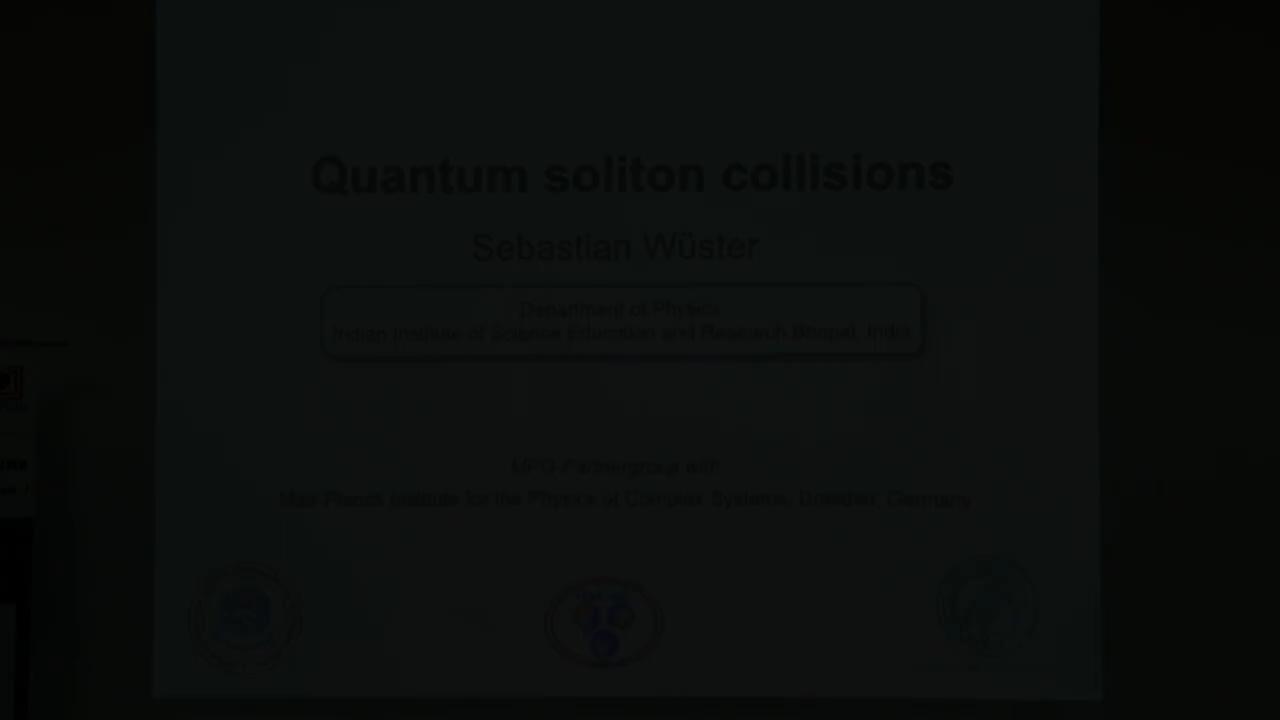 Quantum soliton collisions
Sebastian Wüster
Department of Physics
Indian Institute of Science Education and Research Bhopal, India
MPG Partnergroup with
Max Planck Institute for the Physics of Complex Systems, Dresden, Germany